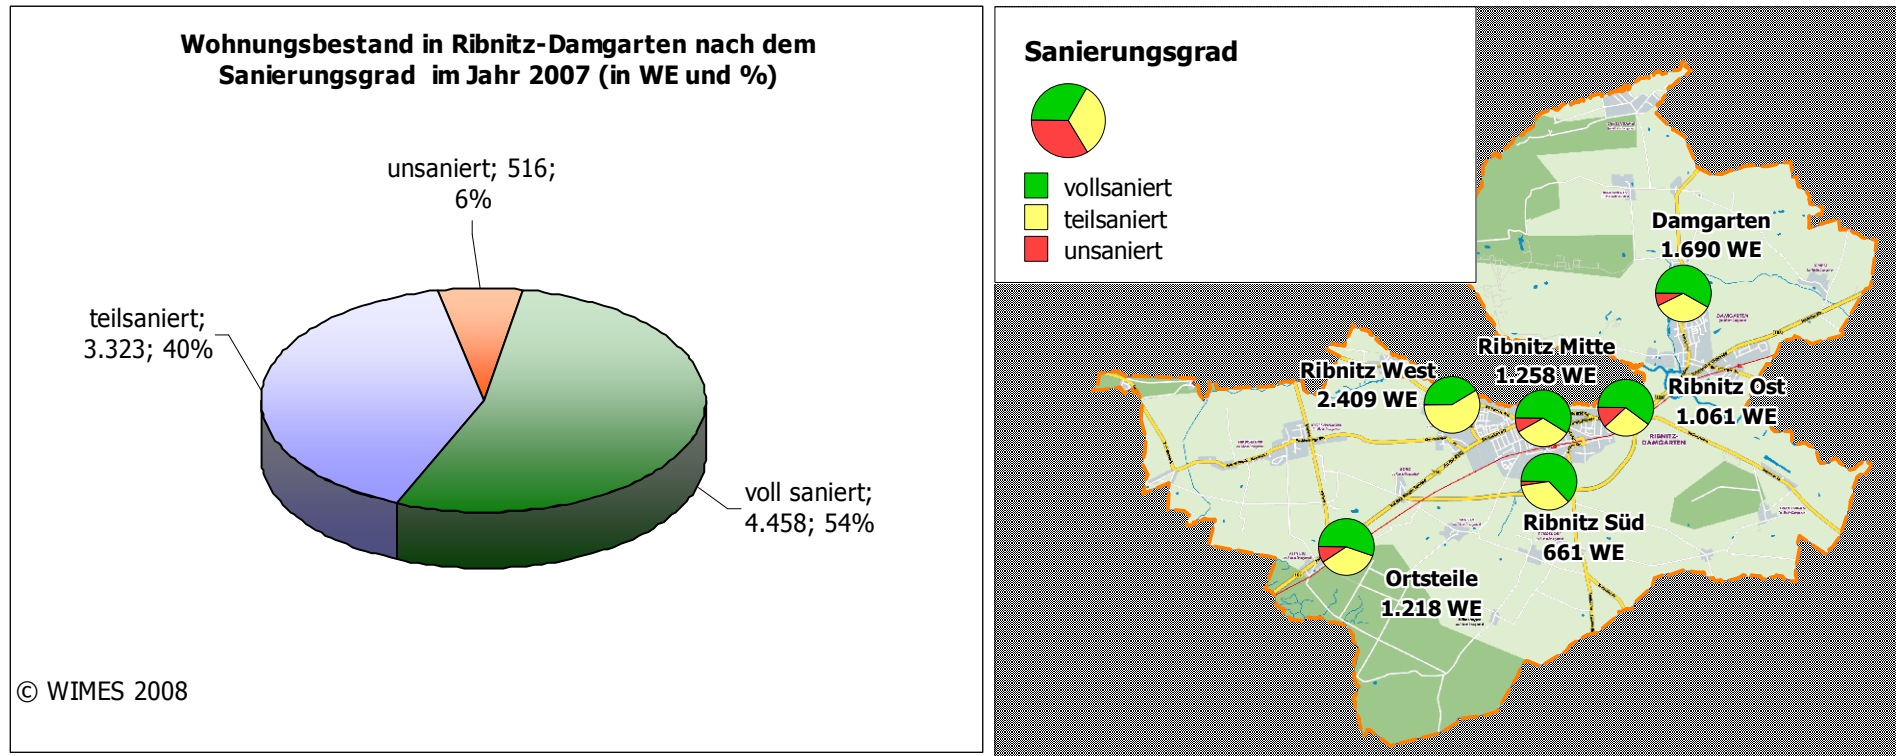 Wohnungsbestand in Ribnitz-Damgarten nach dem
Sanierungsgrad im Jahr 2007 (in WE und %)
unsaniert; 516;
6%
teilsaniert;
3.323; 40%
voll saniert;
4.458; 54%
© WIMES 2008
Sanierungsgrad
vollsaniert
teilsaniert
unsaniert
Damgarten
1.690 WE
Ribnitz Mitte
1.258 WE
Ribnitz West
2.409 WE
Ribnitz Ost
1.061 WE
RIBNITZ-
DAMGARTEN
Ribnitz Süd
661 WE
Ortsteile
1.218 WE
DAMGARTEN